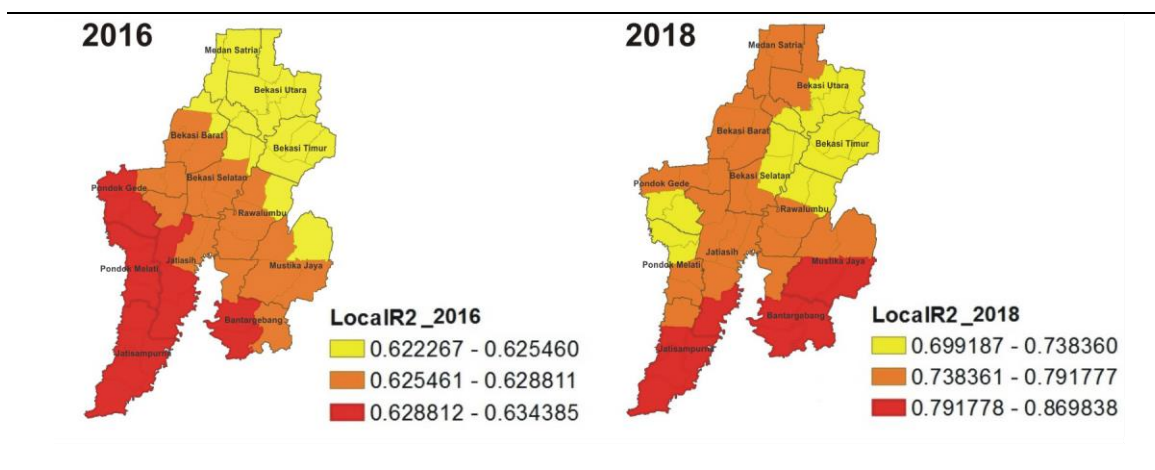 2016
Medan Satria
Bekasi Utara
Bekasi Barat
Bekasi Timur
Bekasi Selatan
Pondok Gede
Rawalumbu
Jatiasih
Mustika Jaya
Pondok Melati
Bantargebang
Jatisampurna
LocalR2_2016
0.622267 - 0.625460
0.625461 - 0.628811
0.628812 - 0.634385
2018
Medan Satria
Bekasi Utara
Bekasi Barat
Bekasi Timur
Bekasi Selatan
Pondok Gede
Rawalumbu
Jatiasih
Mustika Jaya
Pondok Melati
Bantargebang
Jatisampurna
LocalR2_2018
0.699187 - 0.738360
0.738361 - 0.791777
0.791778 - 0.869838